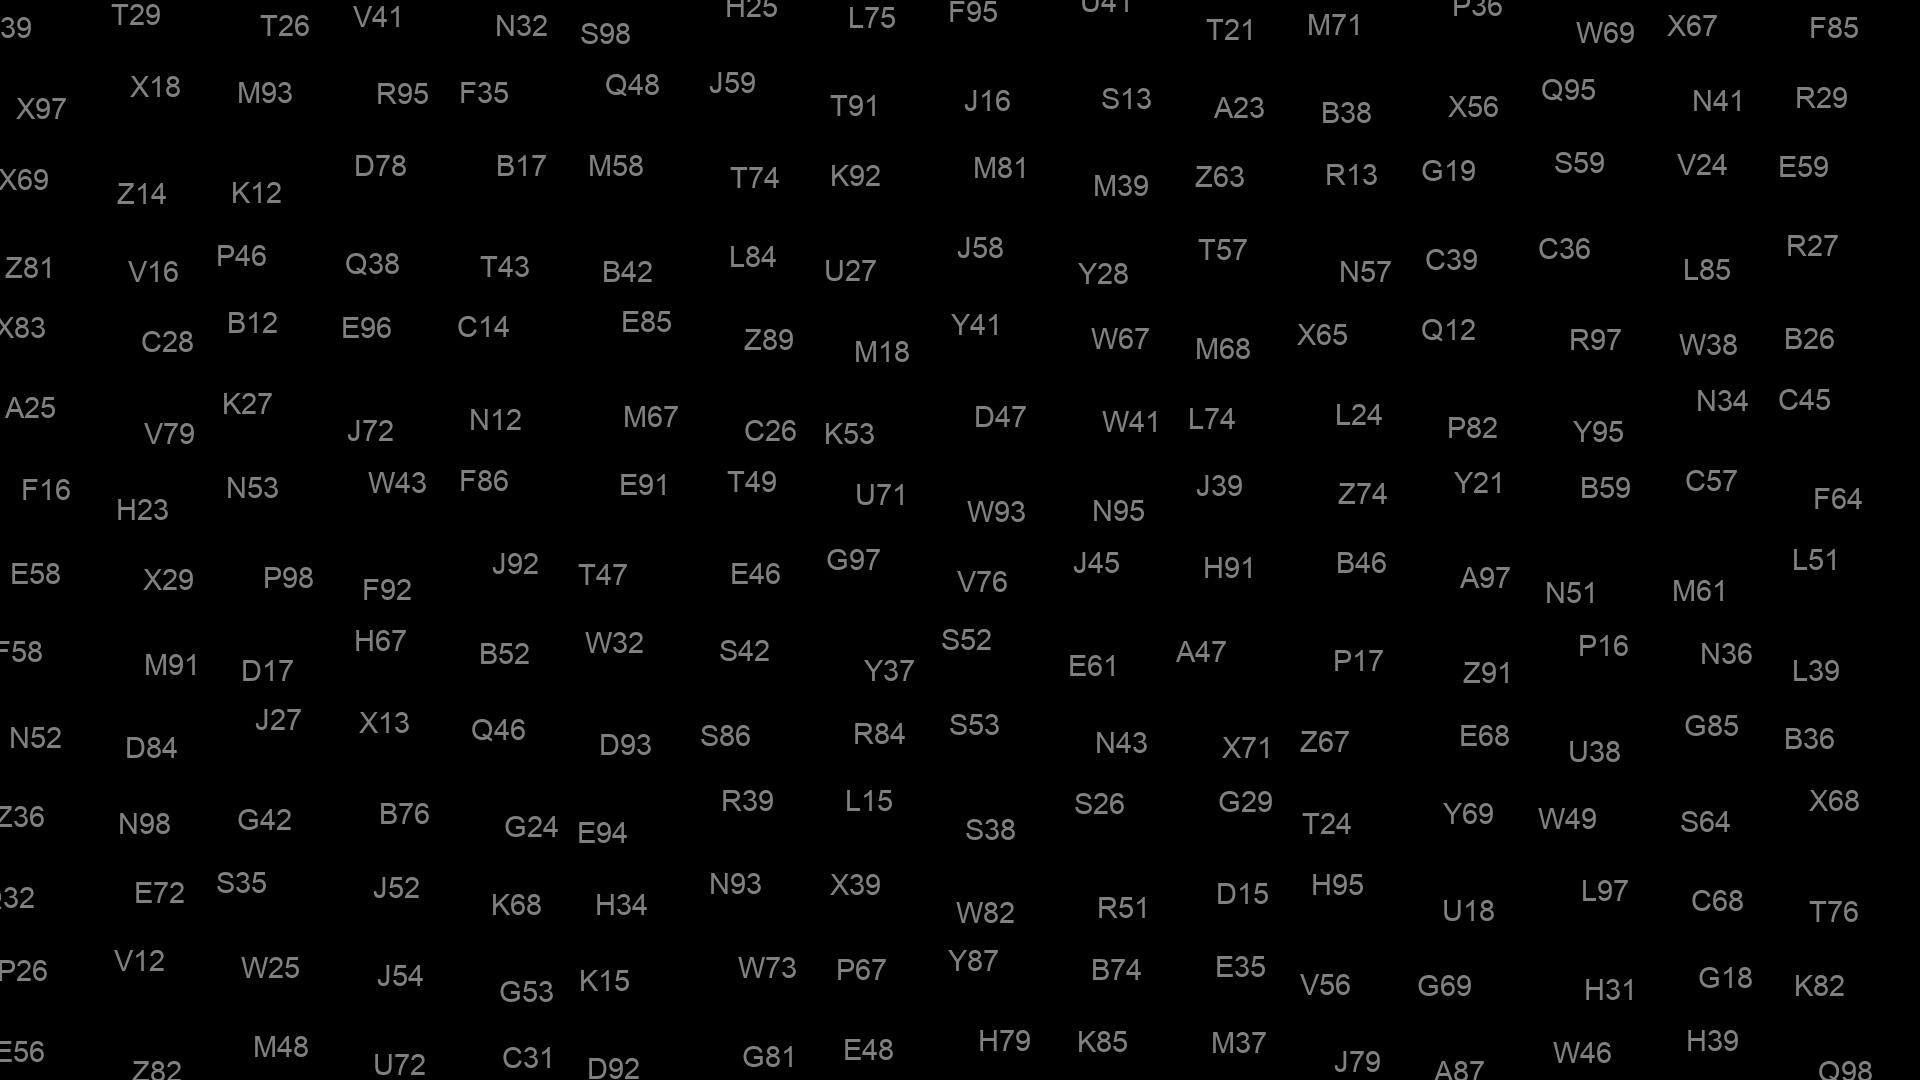 39 T29 T26 V41 N32 S98 H25 L75 F95 U41 T21 M71 P36 W69 X67 F85
X97 X18 M93 R95 F35 Q48 J59 T91 J16 S13 A23 B38 X56 Q95 N41 R29
X69 Z14 K12 D78 B17 M58 T74 K92 M81 M39 Z63 R13 G19 S59 V24 E59
Z81 V16 P46 Q38 T43 B42 L84 U27 J58 Y28 T57 N57 C39 C36 L85 R27
X83 C28 B12 E96 C14 E85 Z89 M18 Y41 W67 M68 X65 Q12 R97 W38 B26
A25 V79 K27 J72 N12 M67 C26 K53 D47 W41 L74 L24 P82 Y95 N34 C45
F16 H23 N53 W43 F86 E91 T49 U71 W93 N95 J39 Z74 Y21 B59 C57 F64
E58 X29 P98 F92 J92 T47 E46 G97 V76 J45 H91 B46 A97 N51 M61 L51
F58 M91 D17 H67 B52 W32 S42 Y37 S52 E61 A47 P17 Z91 P16 N36 L39
N52 D84 J27 X13 Q46 D93 S86 R84 S53 N43 X71 Z67 E68 U38 G85 B36
Z36 N98 G42 B76 G24 E94 R39 L15 S38 S26 G29 T24 Y69 W49 S64 X68
32 E72 S35 J52 K68 H34 N93 X39 W82 R51 D15 H95 U18 L97 C68 T76
P26 V12 W25 J54 G53 K15 W73 P67 Y87 B74 E35 V56 G69 H31 G18 K82
E56 Z82 M48 U72 C31 D92 G81 E48 H79 K85 M37 J79 A87 W46 H39 Q98